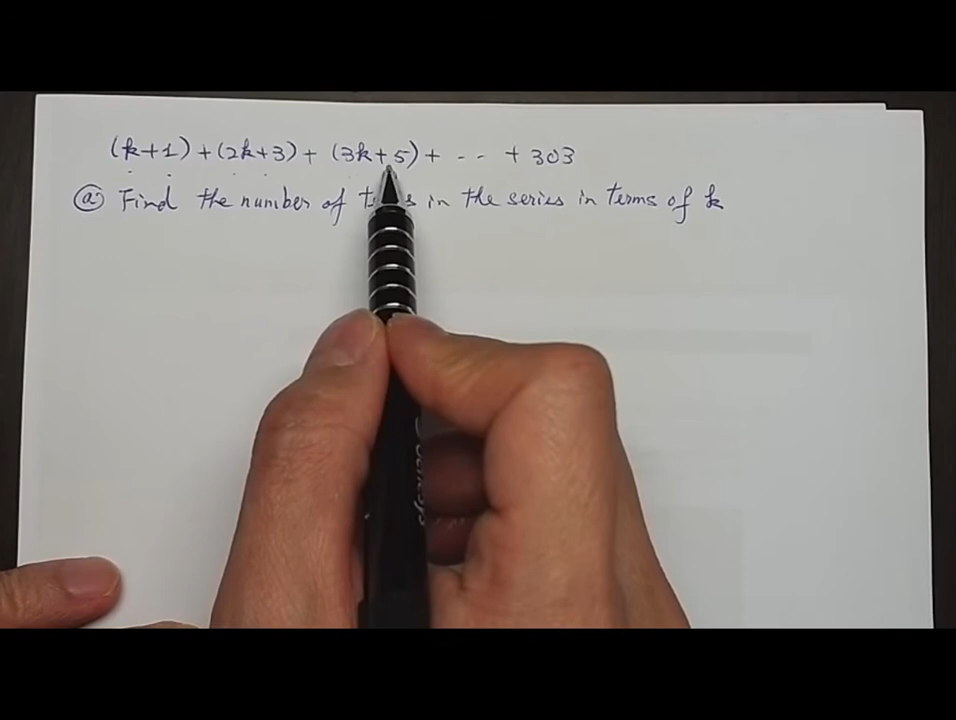 (k+1) + (2k+3) + (3k+5) + -- + 303
ⓐ Find the number of in the series in terms of k